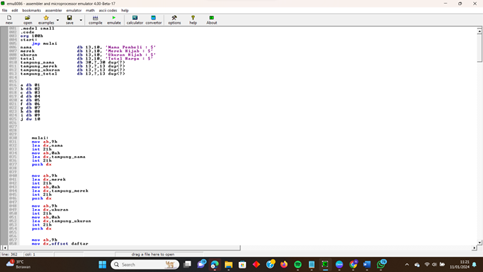 emu8086 - assembler and microprocessor emulator 4.05-Beta-17
file edit bookmarks assembler emulator math ascii codes help
new open examples save compile emulate calculator convertor options help about
.model small
.code
org 100h
start:
jmp mulai
nama db 13,10, 'Nama Pembeli : $'
merek db 13,10, 'Merek Hijab : $'
ukuran db 13,10, 'Ukuran Hijab : $'
total db 13,10, 'Total Harga : $'
tampung_nama db 30,?,30 dup(?)
tampung_merek db 13,?,13 dup(?)
tampung_ukuran db 13,?,13 dup(?)
tampung_total db 13,?,13 dup(?)
a db 01
b db 02
c db 03
d db 04
e db 05
f db 06
g db 07
h db 08
i db 09
j dw 10
mulai:
mov ah,9h
lea dx,nama
int 21h
mov ah,0ah
lea dx,tampung_nama
int 21h
push dx
mov ah,9h
lea dx,merek
int 21h
mov ah,0ah
lea dx,tampung_merek
int 21h
push dx
mov ah,9h
lea dx,ukuran
int 21h
mov ah,0ah
lea dx,tampung_ukuran
int 21h
push dx
mov ah,9h
mov dx,offset daftar
line: 382 col: 1 drag a file here to open
31°C
Berawan
Search
11:31
12/05/2024